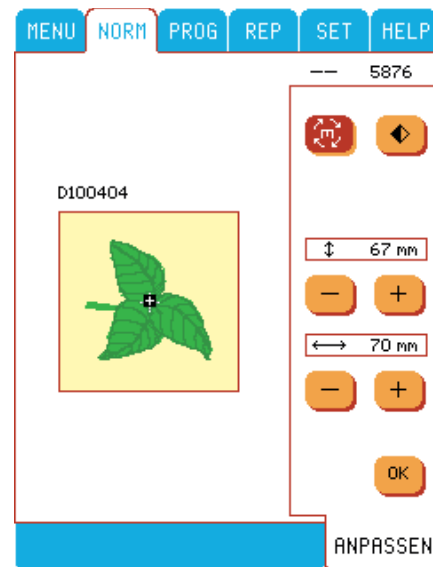 MENU NORM PROG REP SET HELP
-- 5876
E
D100404
67 mm
- +
70 mm
- +
OK
ANPASSEN